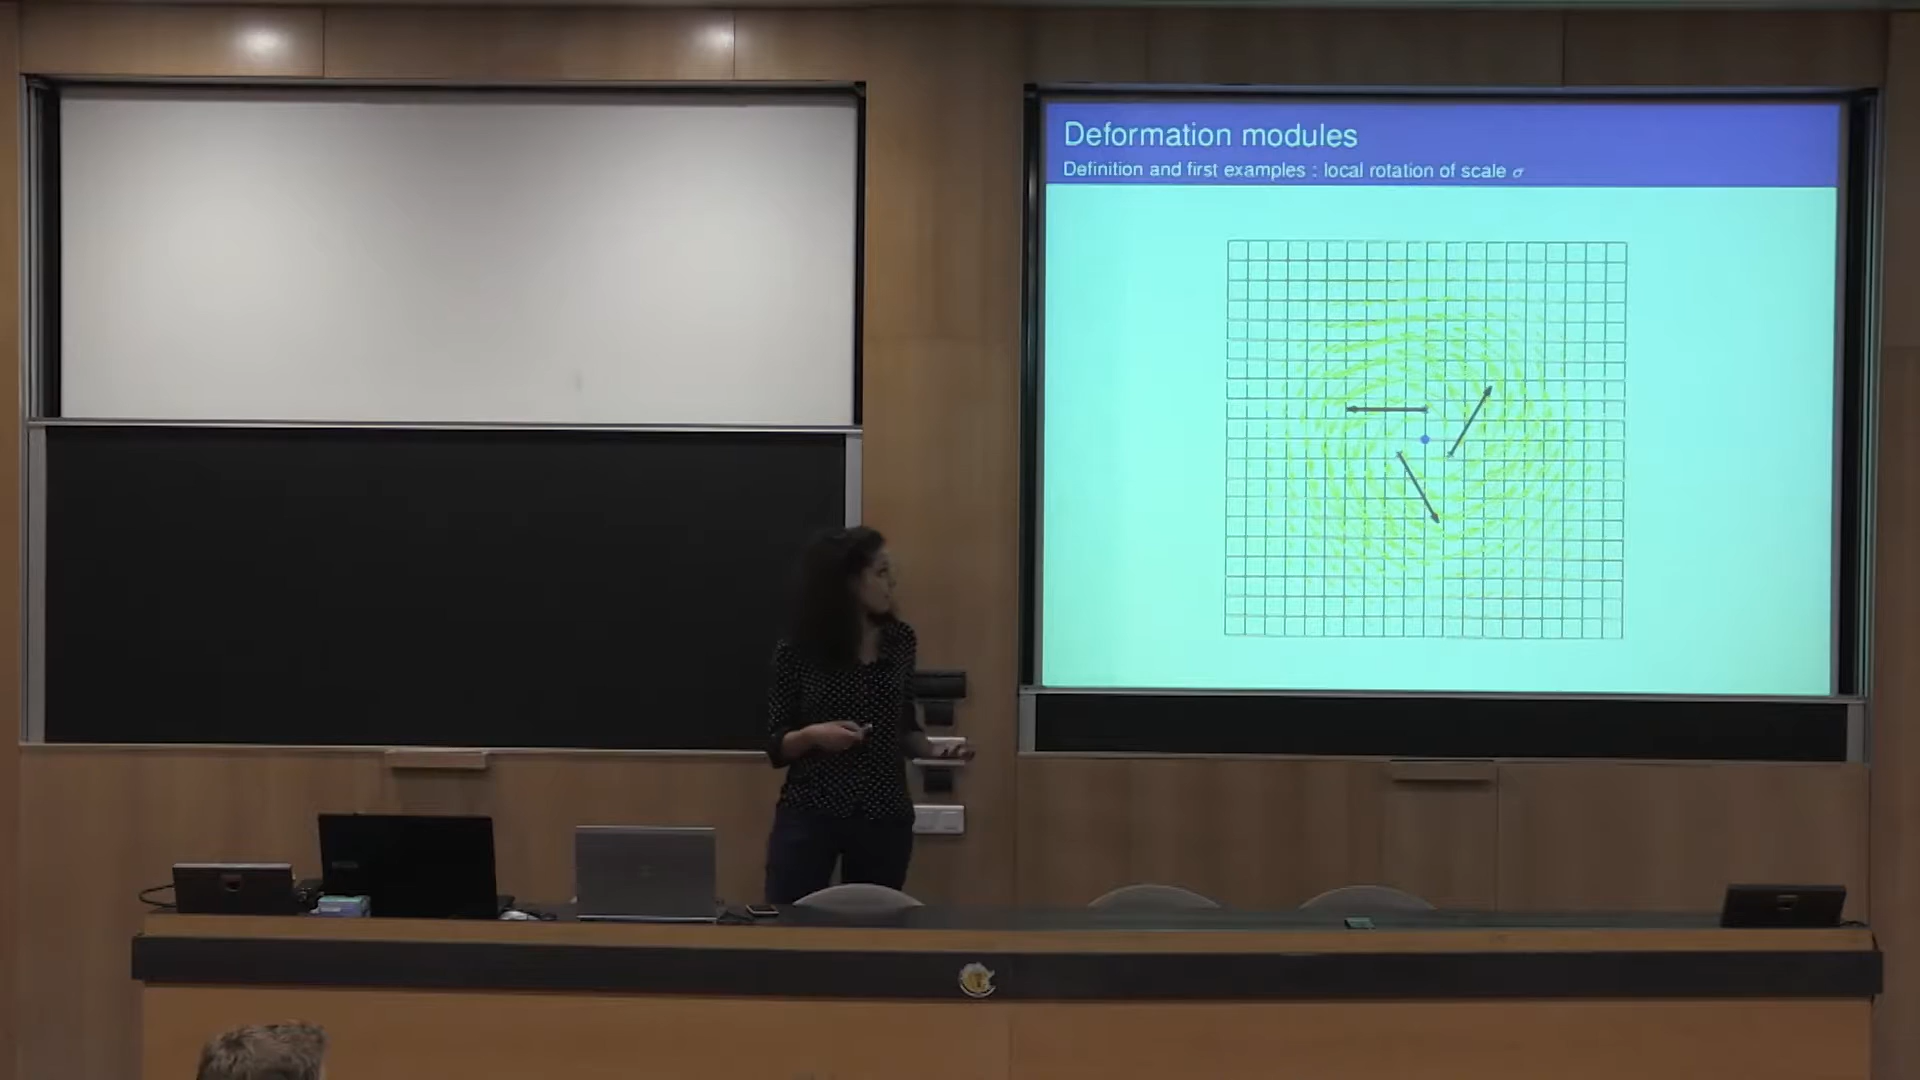 Deformation modules
Definition and first examples : local rotation of scale σ